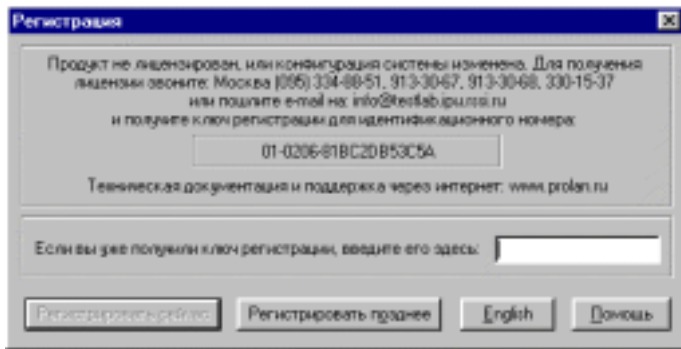 Регистрация
Продукт не лицензирован, или конфигурация системы изменена. Для получения
лицензии звоните: Москва (095) 334-88-51, 913-30-67, 913-30-68, 330-15-37
или пошлите e-mail на: info@testlab.ipu.rssi.ru
и получите ключ регистрации для идентификационного номера:
01-0206-81BC2DB53C5A
Техническая документация и поддержка через интернет: www.prolan.ru
Если вы уже получили ключ регистрации, введите его здесь:
Регистрировать сейчас
Регистрировать позднее
English
Помощь